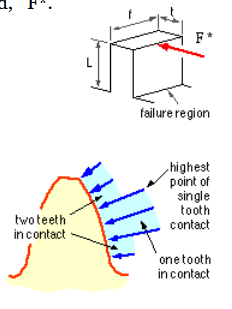 d, F*.
f
t
L
F*
failure region
highest
point of
single
tooth
contact
two teeth
in contact
one tooth
in contact